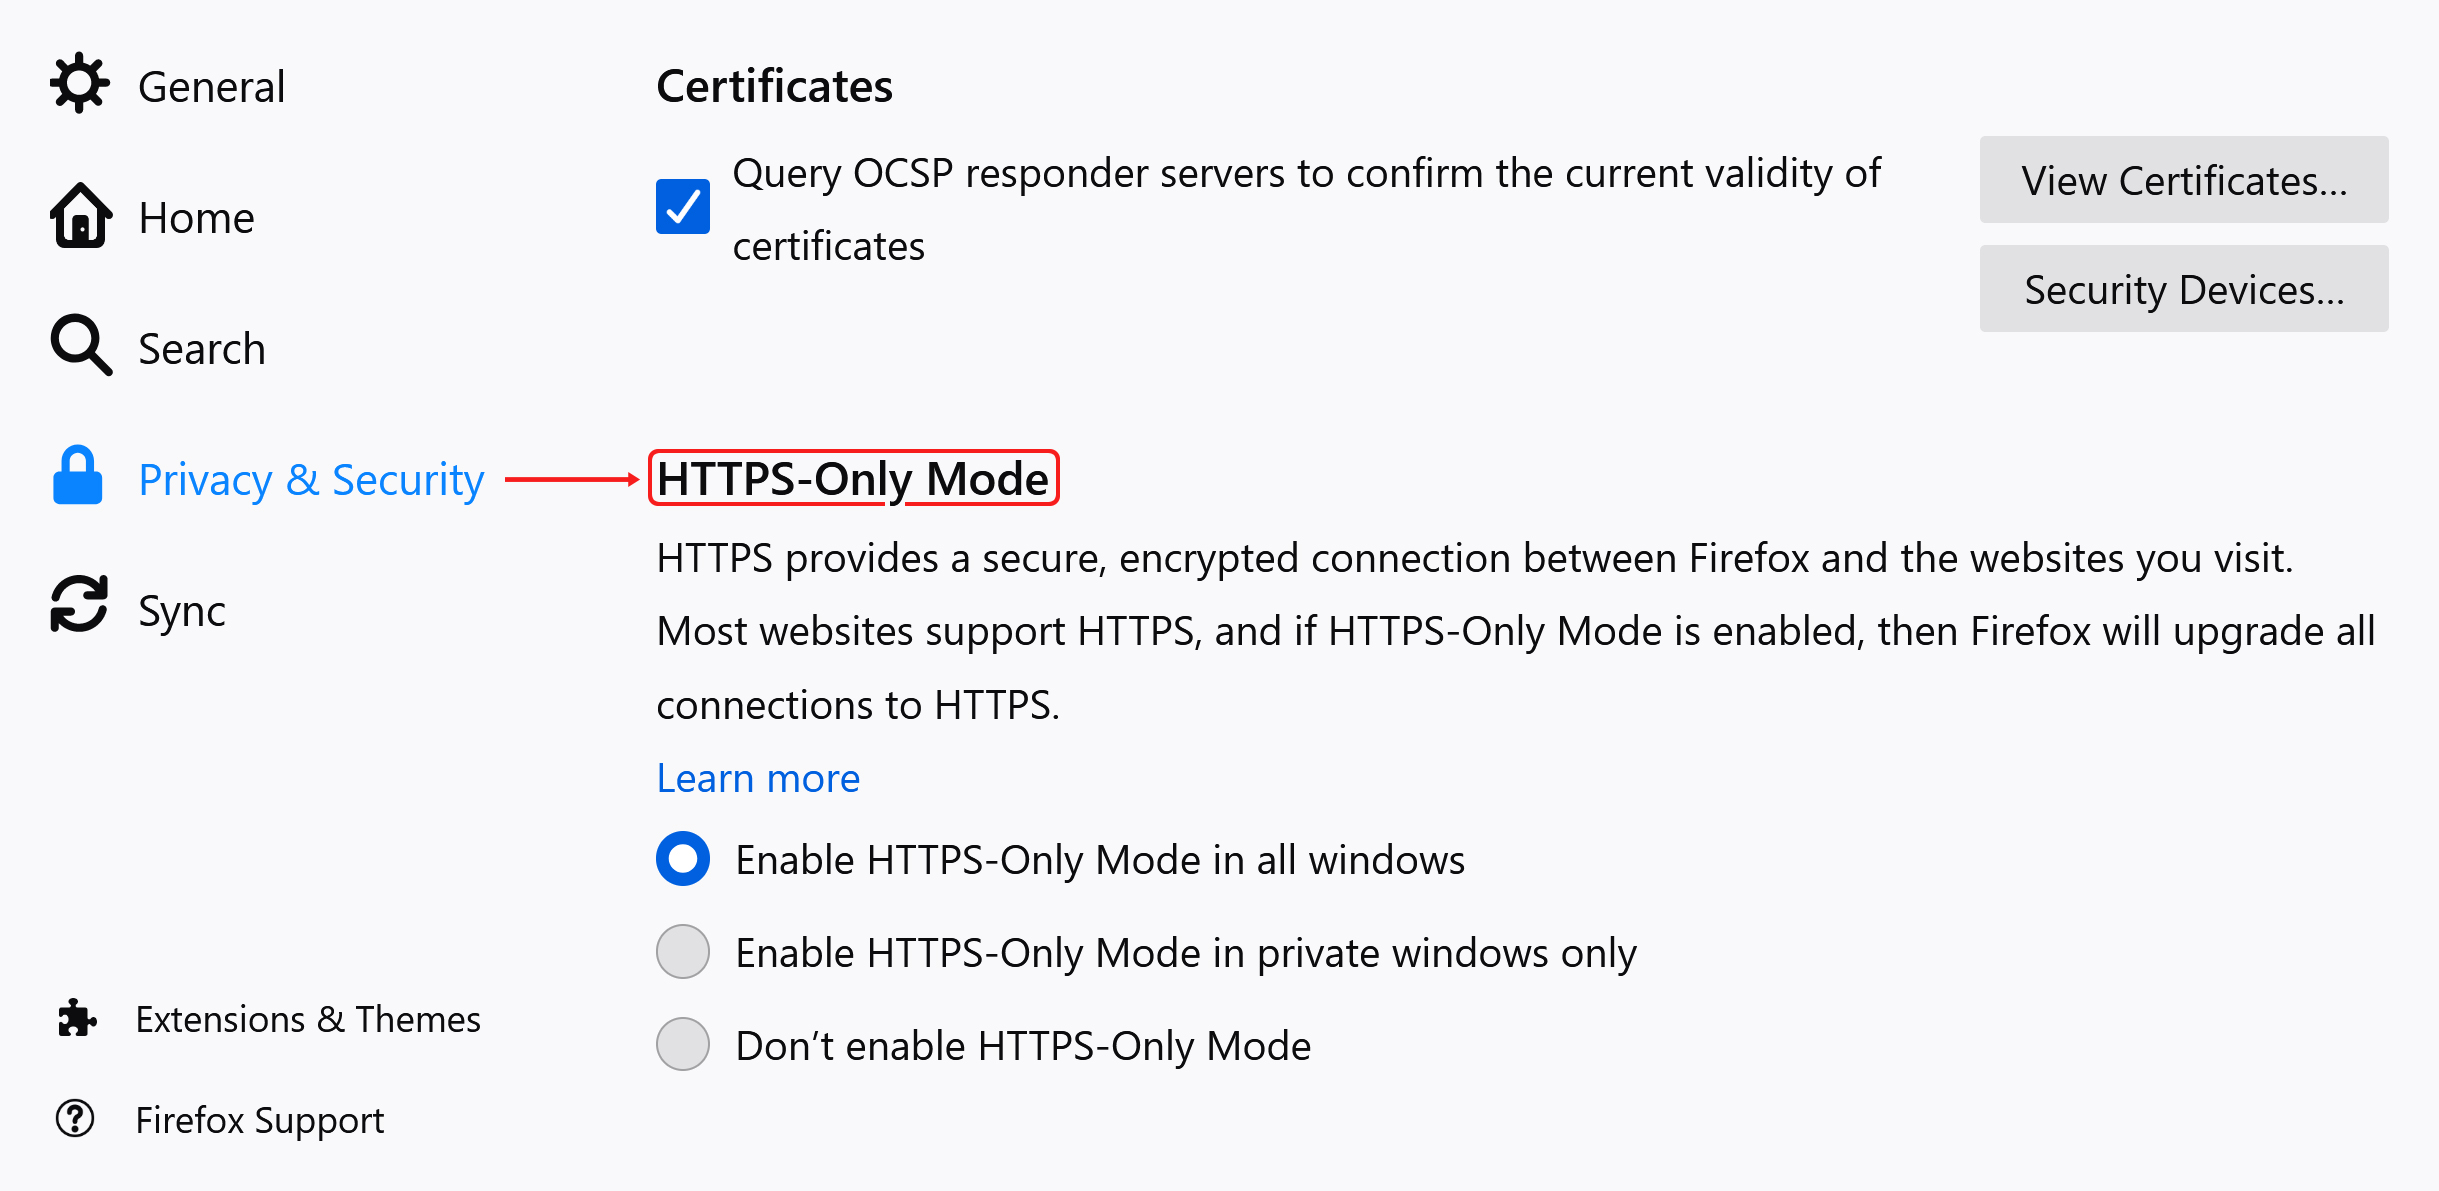 General
Home
Search
Privacy & Security
Sync
Extensions & Themes
Firefox Support
Certificates
Query OCSP responder servers to confirm the current validity of
certificates
View Certificates...
Security Devices...
HTTPS-Only Mode
HTTPS provides a secure, encrypted connection between Firefox and the websites you visit.
Most websites support HTTPS, and if HTTPS-Only Mode is enabled, then Firefox will upgrade all
connections to HTTPS.
Learn more
Enable HTTPS-Only Mode in all windows
Enable HTTPS-Only Mode in private windows only
Don’t enable HTTPS-Only Mode